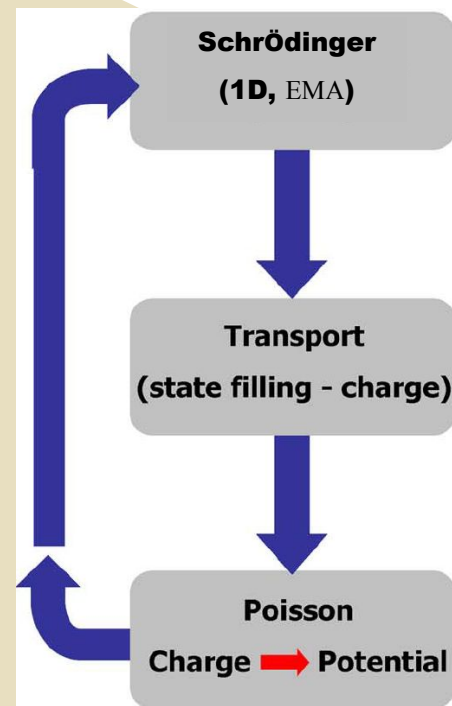 SchrÖdinger
(1D, EMA)
Transport
(state filling - charge)
Poisson
Charge Potential